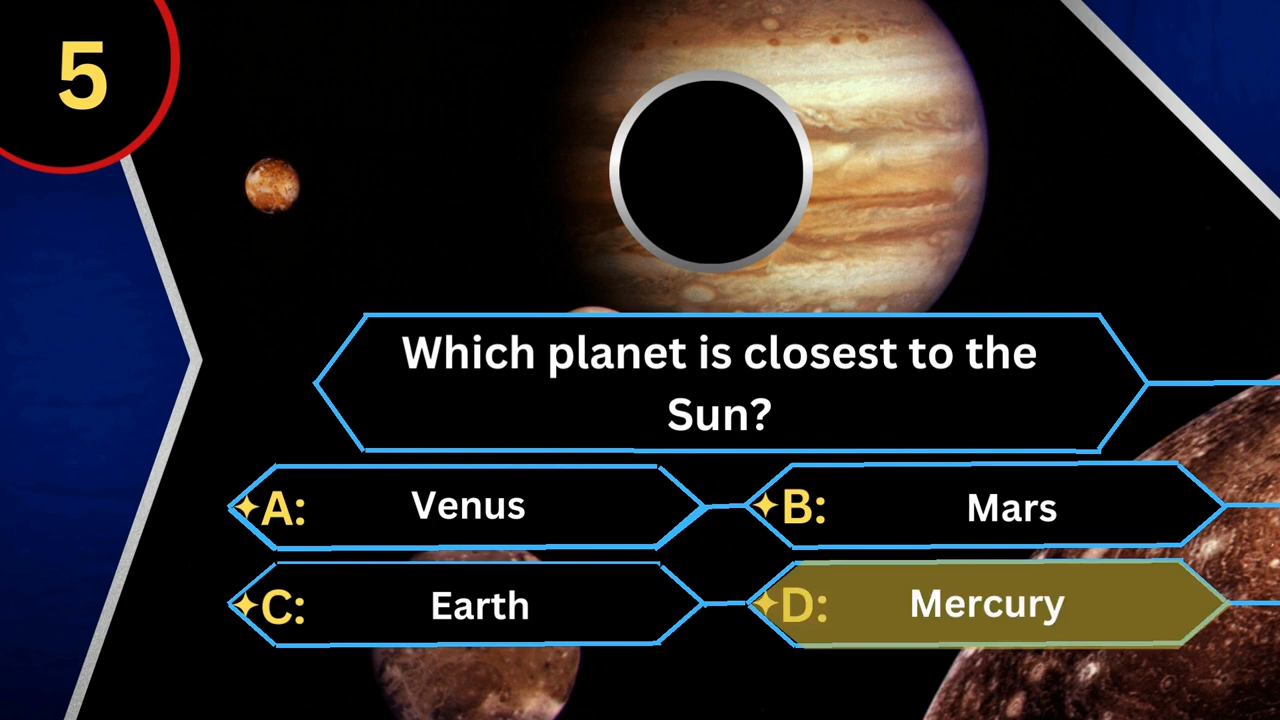 5
Which planet is closest to the
Sun?
A: Venus
B: Mars
C: Earth
D: Mercury